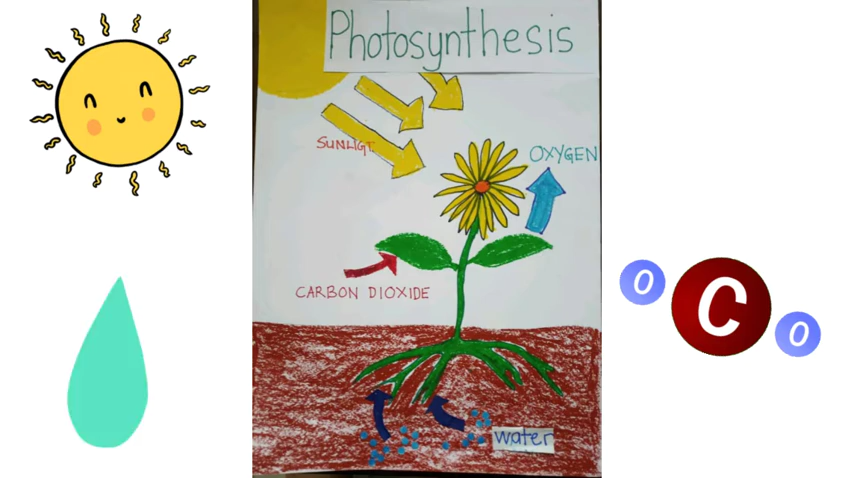 Photosynthesis
SUNLIGT
OXYGEN
CARBON DIOXIDE
water
O
C
O